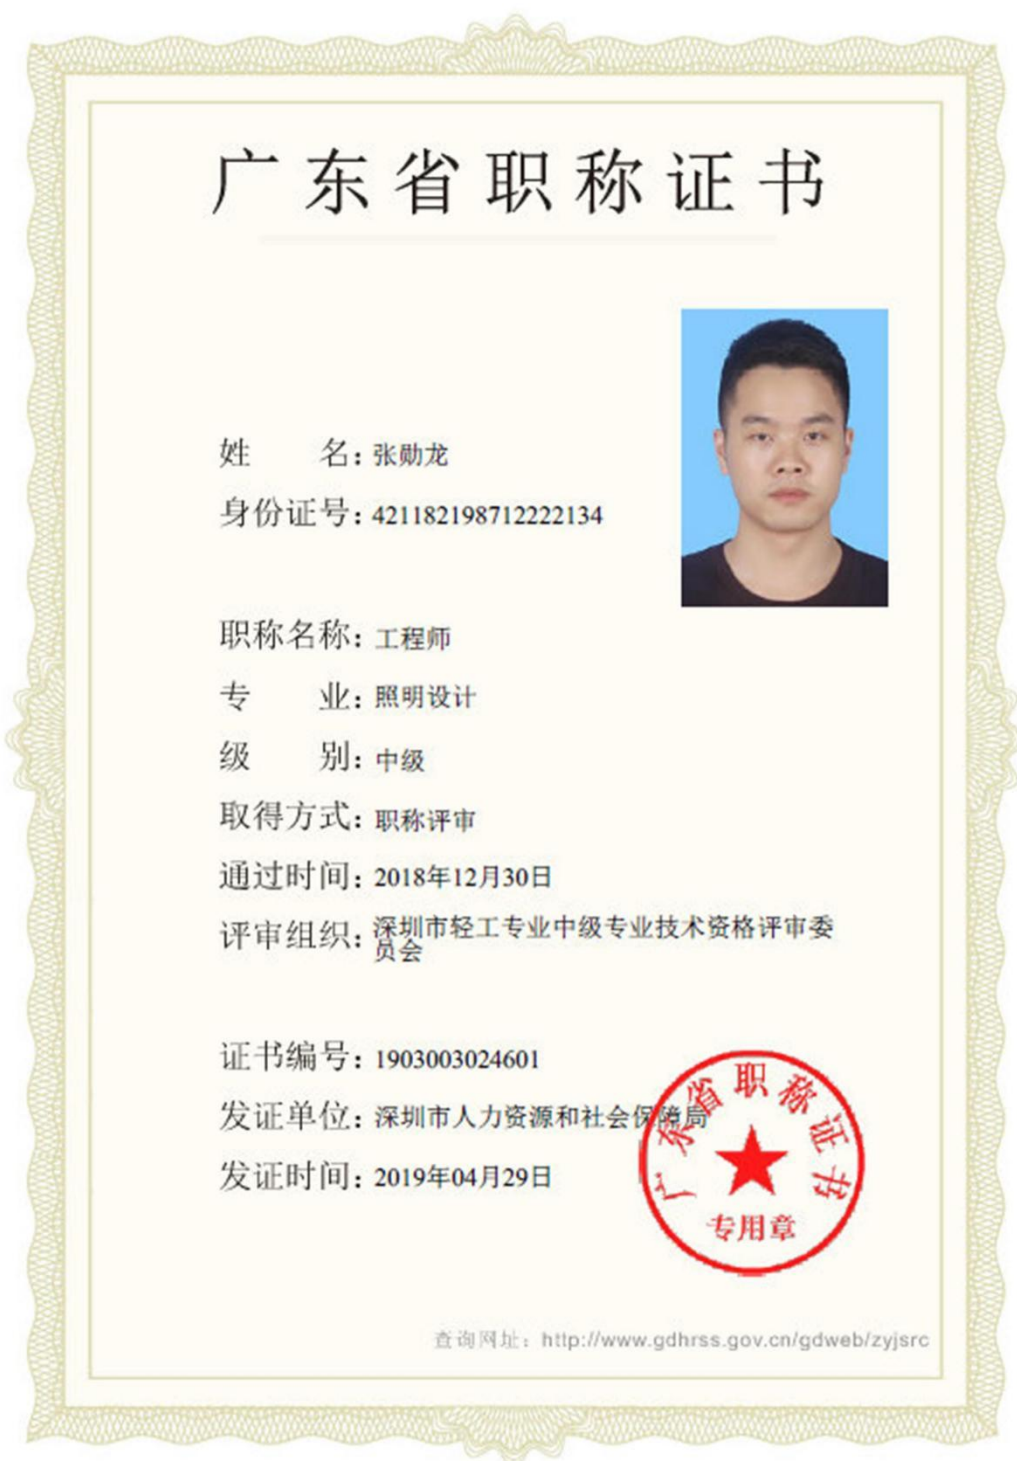 广东省职称证书
姓 名：张勋龙
身份证号：421182198712222134
职称名称：工程师
专 业：照明设计
级 别：中级
取得方式：职称评审
通过时间：2018年12月30日
评审组织：深圳市轻工专业中级专业技术资格评审委
员会
证书编号：1903003024601
发证单位：深圳市人力资源和社会保障局
发证时间：2019年04月29日
广东省职称证书
专用章
查询网址：http://www.gdhrss.gov.cn/gdweb/zyjsrc